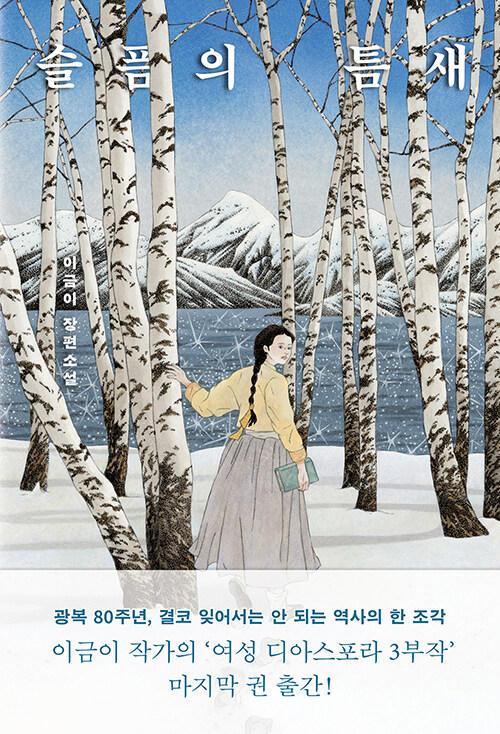 슬픔의 틈새
이금이 장편소설
광복 80주년, 결코 잊어서는 안 되는 역사의 한 조각
이금이 작가의 ‘여성 디아스포라 3부작’
마지막 권 출간!